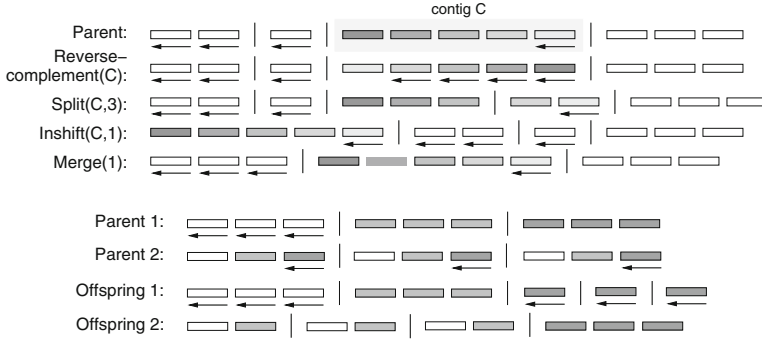 contig C
Parent:
Reverse−
complement(C)
Split(C,3):
Inshift(C,1):
Merge(1):
Parent 1:
Parent 2:
Offspring 1:
Offspring 2: